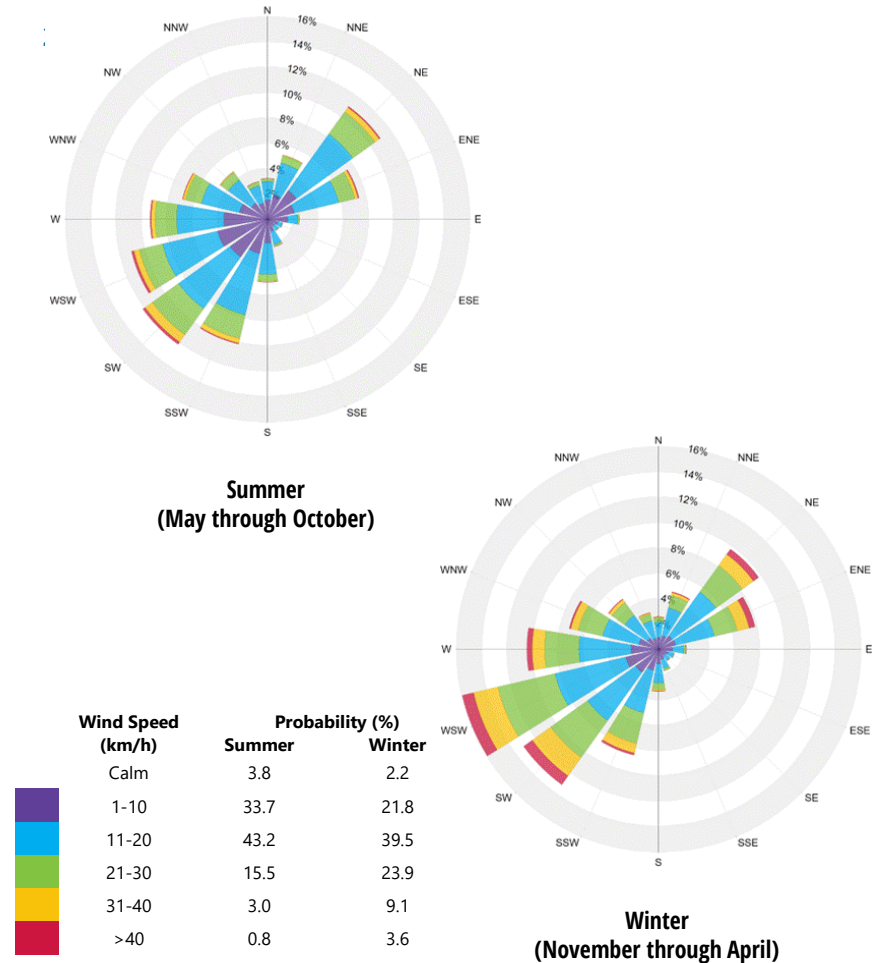 N
NNW
NNE
16%
14%
NW
NE
12%
10%
8%
WNW
ENE
6%
4%
2%
W
E
WSW
ESE
SW
SE
SSW
SSE
S
Summer
(May through October)
N
NNW
NNE
16%
14%
NW
NE
12%
10%
8%
WNW
ENE
6%
4%
2%
W
E
WSW
ESE
SW
SE
SSW
SSE
S
Winter
(November through April)
Wind Speed Probability (%)
(km/h) Summer Winter
Calm 3.8 2.2
1-10 33.7 21.8
11-20 43.2 39.5
21-30 15.5 23.9
31-40 3.0 9.1
>40 0.8 3.6